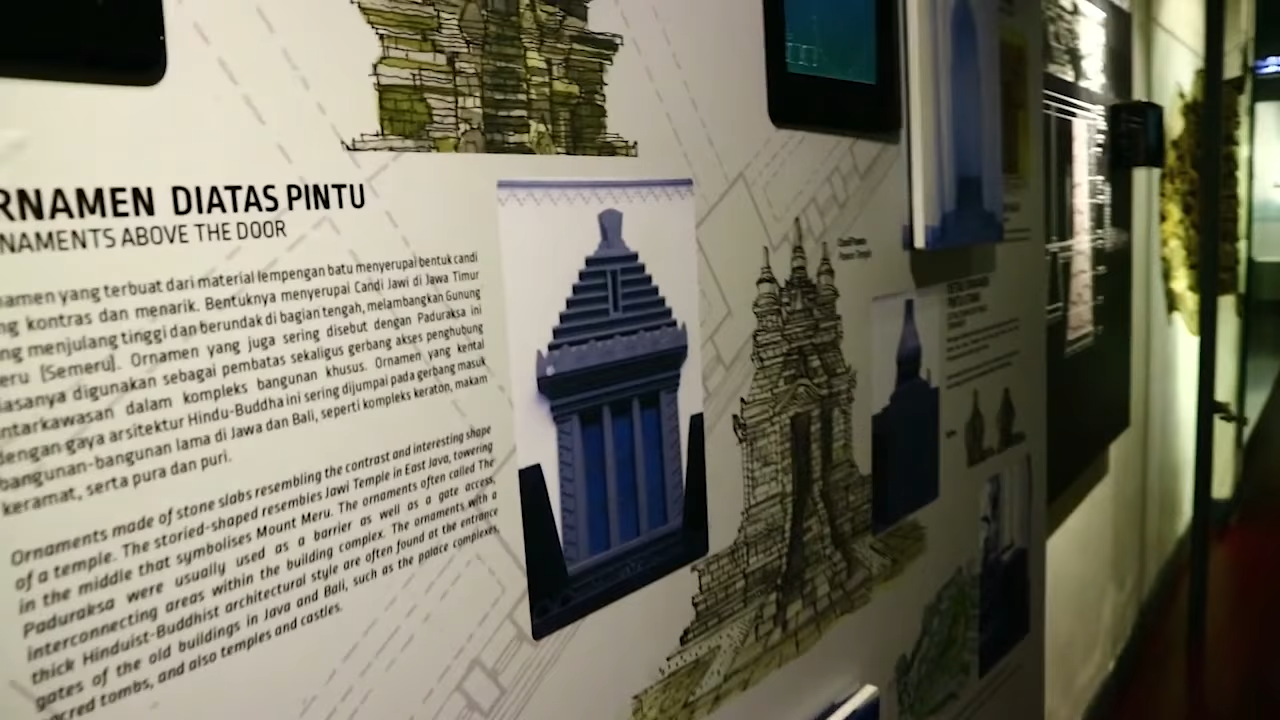 RNAMEN DIATAS PINTU
NAMENTS ABOVE THE DOOR
namen yang terbuat dari material lempengan batu menyerupai bentuk candi
ng kontras dan menarik. Bentuknya menyerupai Candi Jawi di Jawa Timur
ng menjulang tinggi dan berundak di bagian tengah, melambangkan Gunung
eru (Semeru). Ornamen yang juga sering disebut dengan Paduraksa ini
iasanya digunakan sebagai pembatas sekaligus gerbang akses penghubung
ntarkawasan dalam kompleks bangunan khusus. Ornamen yang kental
dengan gaya arsitektur Hindu-Buddha ini sering dijumpai pada gerbang masuk
bangunan-bangunan lama di Jawa dan Bali, seperti kompleks keraton, makam
keramat, serta pura dan puri.
Ornaments made of stone slabs resembling the contrast and interesting shape
of a temple. The storied-shaped resembles Jawi Temple in East Java, towering
in the middle that symbolises Mount Meru. The ornaments often called The
Paduraksa were usually used as a barrier as well as a gate access,
interconnecting areas within the building complex. The ornaments with a
thick Hinduist-Buddhist architectural style are often found at the entrance
gates of the old buildings in Java and Bali, such as the palace complexes,
sacred tombs, and also temples and castles.